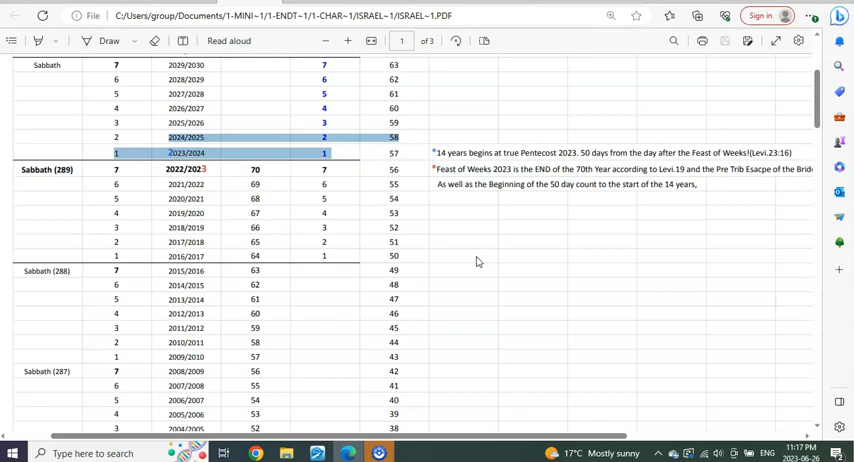 File C:/Users/group/Documents/1-MINI~1/1-ENDT~1/1-CHAR~1/ISRAEL~1/ISRAEL~1.PDF Sign in
Draw Read aloud 1 of 3
Sabbath 7 2029/2030 7 63
6 2028/2029 6 62
5 2027/2028 5 61
4 2026/2027 4 60
3 2025/2026 3 59
2 2024/2025 2 58
1 2023/2024 1 57 *14 years begins at true Pentecost 2023. 50 days from the day after the Feast of Weeks!(Levi.23:16)
Sabbath (289) 7 2022/2023 70 7 56 *Feast of Weeks 2023 is the END of the 70th Year according to Levi.19 and the Pre Trib Esacpe of the Bride
6 2021/2022 69 6 55 As well as the Beginning of the 50 day count to the start of the 14 years,
5 2020/2021 68 5 54
4 2019/2020 67 4 53
3 2018/2019 66 3 52
2 2017/2018 65 2 51
1 2016/2017 64 1 50
Sabbath (288) 7 2015/2016 63 49
6 2014/2015 62 48
5 2013/2014 61 47
4 2012/2013 60 46
3 2011/2012 59 45
2 2010/2011 58 44
1 2009/2010 57 43
Sabbath (287) 7 2008/2009 56 42
6 2007/2008 55 41
5 2006/2007 54 40
4 2005/2006 53 39
3 2004/2005 52 38
Type here to search 17°C Mostly sunny ENG 11:17 PM
2023-06-26